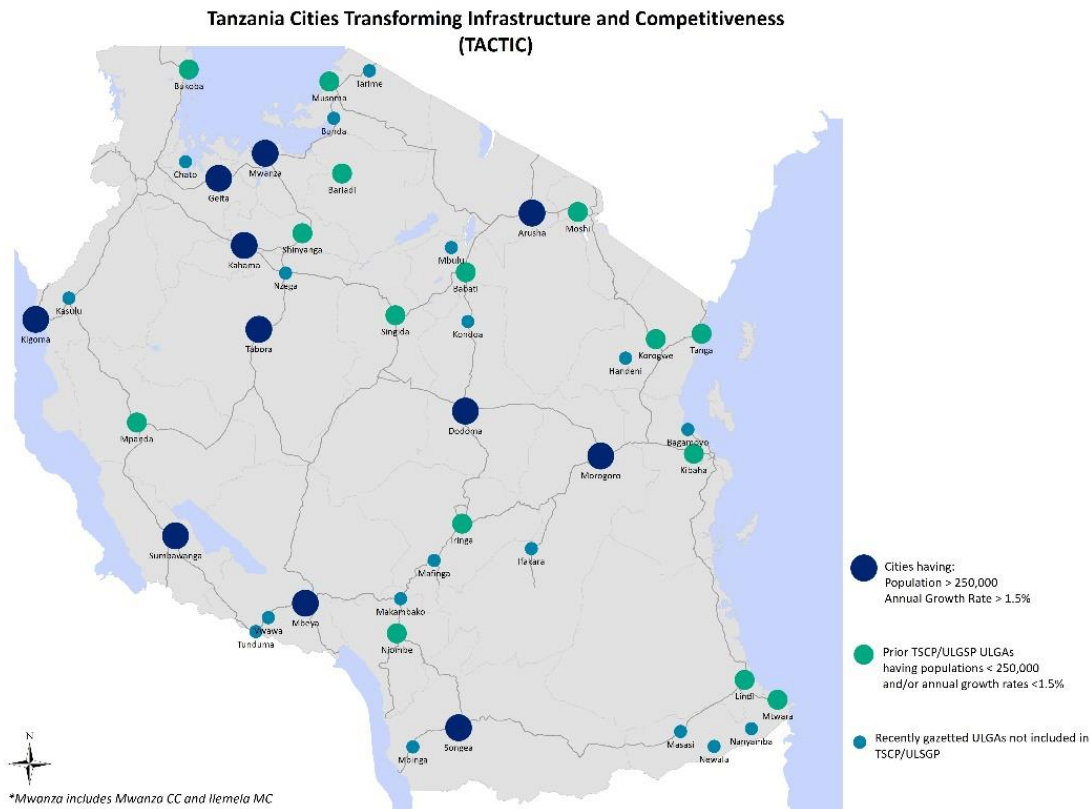 Tanzania Cities Transforming Infrastructure and Competitiveness
(TACTIC)
Bukoba
Musoma
Tarime
Bunda
Chato
Geita
Mwanza
Bariadi
Arusha
Moshi
Shinyanga
Kahama
Nzega
Mbulu
Babati
Kigoma
Kasulu
Tabora
Singida
Kondoa
Korogwe
Tanga
Handeni
Mpanda
Dodoma
Bagamoyo
Kibaha
Morogoro
Iringa
Sumbawanga
Mafinga
Ifakara
Mbeya
Makambako
Vwawa
Tunduma
Njombe
Lindi
Mtwara
Songea
Mbinga
Masasi
Newala
Nanyamba
Cities having:
Population > 250,000
Annual Growth Rate > 1.5%
Prior TSCP/ULGSP ULGAs
having populations < 250,000
and/or annual growth rates <1.5%
Recently gazetted ULGAs not included in
TSCP/ULSGP
N
*Mwanza includes Mwanza CC and Ilemela MC